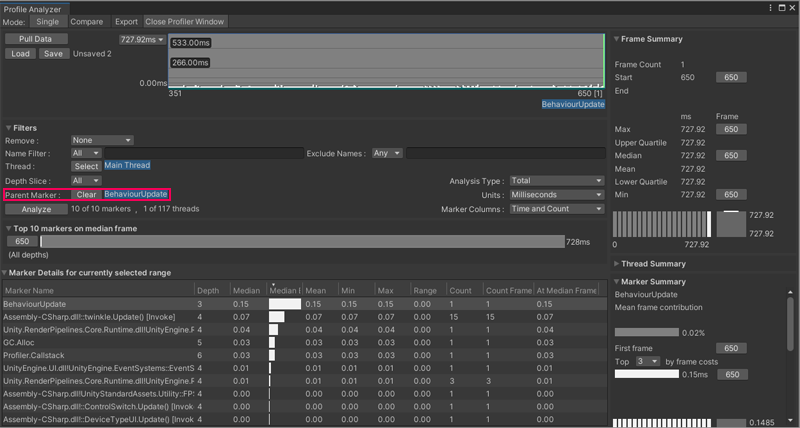 Profile Analyzer
Mode: Single Compare Export Close Profiler Window
Pull Data 727.92ms
Load Save Unsaved 2
533.00ms
266.00ms
0.00ms
351 650 [1]
BehaviourUpdate
Filters
Remove : None
Name Filter : All Exclude Names : Any
Thread : Select Main Thread
Depth Slice : All Analysis Type : Total
Parent Marker : Clear BehaviourUpdate Units : Milliseconds
Analyze 10 of 10 markers , 1 of 117 threads Marker Columns : Time and Count
Top 10 markers on median frame
650 728ms
(All depths)
Marker Details for currently selected range
Marker Name Depth Median Median Mean Min Max Range Count Count Frame At Median Frame
BehaviourUpdate 3 0.15 0.15 0.15 0.15 0.00 1 1 0.15
Assembly-CSharp.dll!::twinkle.Update() [Invoke] 4 0.07 0.07 0.07 0.07 0.00 15 15 0.07
Unity.RenderPipelines.Core.Runtime.dll!UnityEngine.R 4 0.04 0.04 0.04 0.04 0.00 1 1 0.04
GC.Alloc 5 0.03 0.03 0.03 0.03 0.00 1 1 0.03
Profiler.Callstack 6 0.03 0.03 0.03 0.03 0.00 1 1 0.03
UnityEngine.UI.dll!UnityEngine.EventSystems::EventS 4 0.01 0.01 0.01 0.01 0.00 1 1 0.01
Unity.RenderPipelines.Core.Runtime.dll!UnityEngine.R 4 0.01 0.01 0.01 0.01 0.00 3 3 0.01
Assembly-CSharp.dll!UnityStandardAssets.Utility::FPS 4 0.00 0.00 0.00 0.00 0.00 1 1 0.00
Assembly-CSharp.dll!::ControlSwitch.Update() [Invok 4 0.00 0.00 0.00 0.00 0.00 1 1 0.00
Assembly-CSharp.dll!::DeviceTypeUI.Update() [Invok 4 0.00 0.00 0.00 0.00 0.00 1 1 0.00
Frame Summary
Frame Count 1
Start 650 650
End
ms Frame
Max 727.92 650
Upper Quartile 727.92
Median 727.92 650
Mean 727.92
Lower Quartile 727.92
Min 727.92 650
727.92
0 727.92 727.92
Thread Summary
Marker Summary
BehaviourUpdate
Mean frame contribution
0.02%
First frame 650
Top 3 by frame costs
0.15ms 650
0.1485